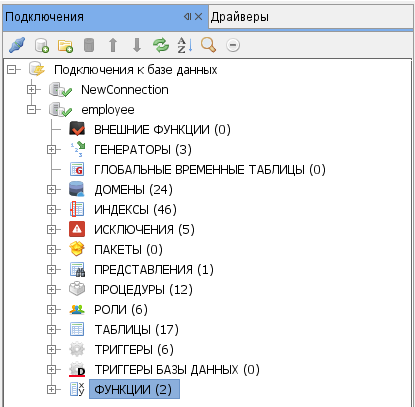 Подключения Драйверы
Подключения к базе данных
NewConnection
employee
ВНЕШНИЕ ФУНКЦИИ (0)
ГЕНЕРАТОРЫ (3)
ГЛОБАЛЬНЫЕ ВРЕМЕННЫЕ ТАБЛИЦЫ (0)
ДОМЕНЫ (24)
ИНДЕКСЫ (46)
ИСКЛЮЧЕНИЯ (5)
ПАКЕТЫ (0)
ПРЕДСТАВЛЕНИЯ (1)
ПРОЦЕДУРЫ (12)
РОЛИ (6)
ТАБЛИЦЫ (17)
ТРИГГЕРЫ (6)
ТРИГГЕРЫ БАЗЫ ДАННЫХ (0)
ФУНКЦИИ (2)